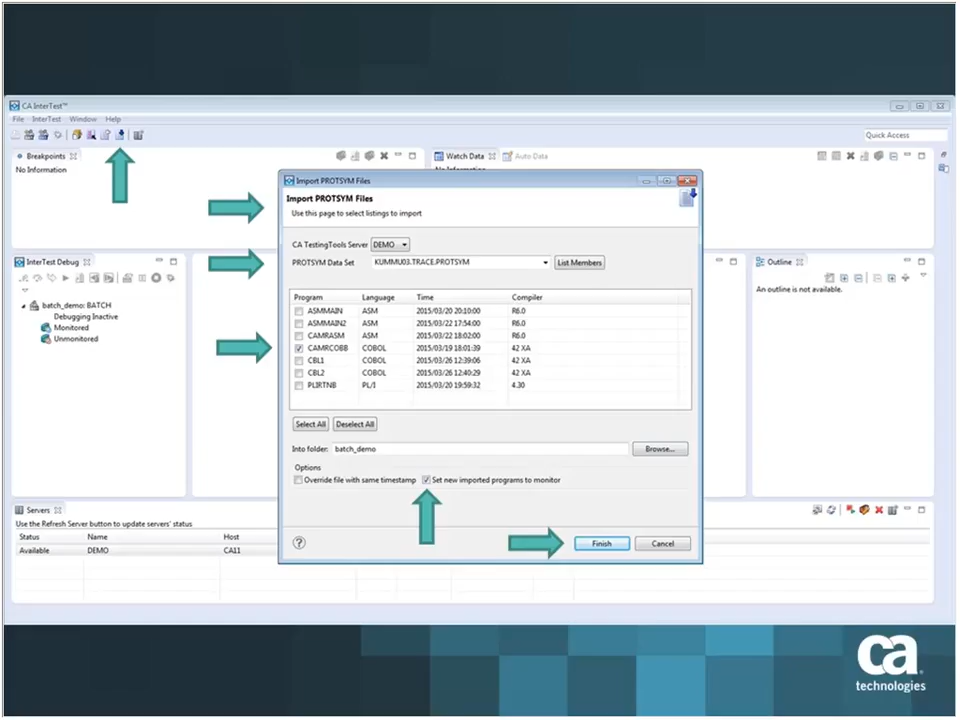 CA InterTest™
File InterTest Window Help
Quick Access
Breakpoints
No Information
Watch Data
Auto Data
Import PROTSYM Files
Import PROTSYM Files
Use this page to select listings to import
CA TestingTools Server DEMO
PROTSYM Data Set KUMMU03.TRACE.PROTSYM List Members
Program Language Time Compiler
ASMMAIN ASM 2015/03/20 20:10:00 R6.0
ASMMAIN2 ASM 2015/03/22 17:54:00 R6.0
CAMRASM ASM 2015/03/22 18:02:00 R6.0
CAMRCOBB COBOL 2015/03/19 18:01:39 42 XA
CBL1 COBOL 2015/03/26 12:39:06 42 XA
CBL2 COBOL 2015/03/26 12:40:29 42 XA
PLIRTNB PL/I 2015/03/20 19:59:32 4.30
Select All Deselect All
Into folder: batch_demo Browse...
Options
Override file with same timestamp Set new imported programs to monitor
Finish Cancel
InterTest Debug
batch_demo: BATCH
Debugging Inactive
Monitored
Unmonitored
Outline
An outline is not available.
Servers
Use the Refresh Server button to update servers' status
Status Name Host
Available DEMO CA11
ca
technologies